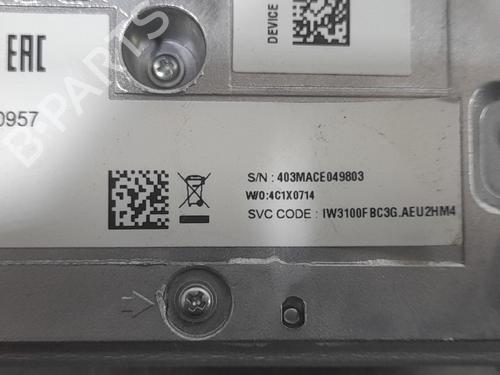 EAC
DEVICE
0957
S/N : 403MACE049803
W/O:4C1X0714
SVC CODE : IW3100FBC3G.AEU2HM4
B-PARTS